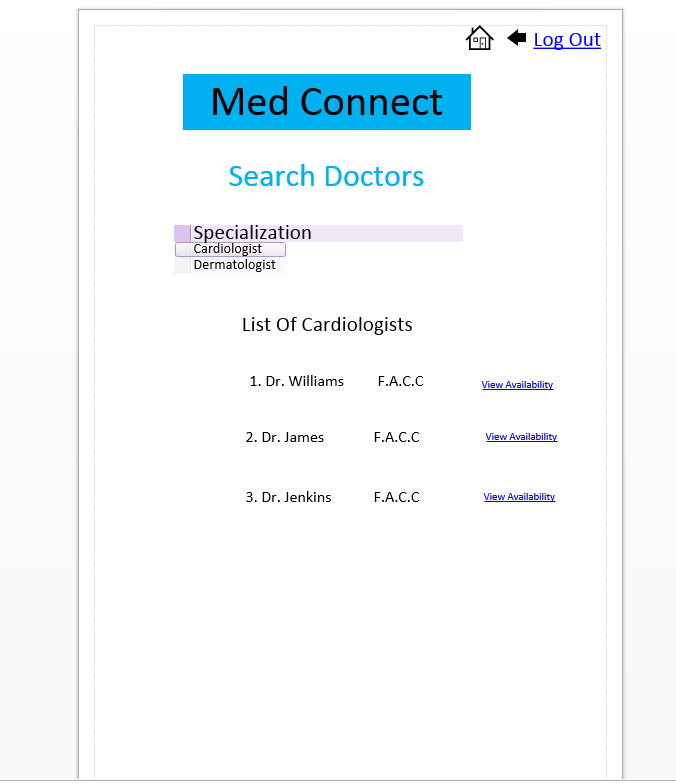 Log Out
Med Connect
Search Doctors
Specialization
Cardiologist
Dermatologist
List Of Cardiologists
1. Dr. Williams F.A.C.C View Availability
2. Dr. James F.A.C.C View Availability
3. Dr. Jenkins F.A.C.C View Availability